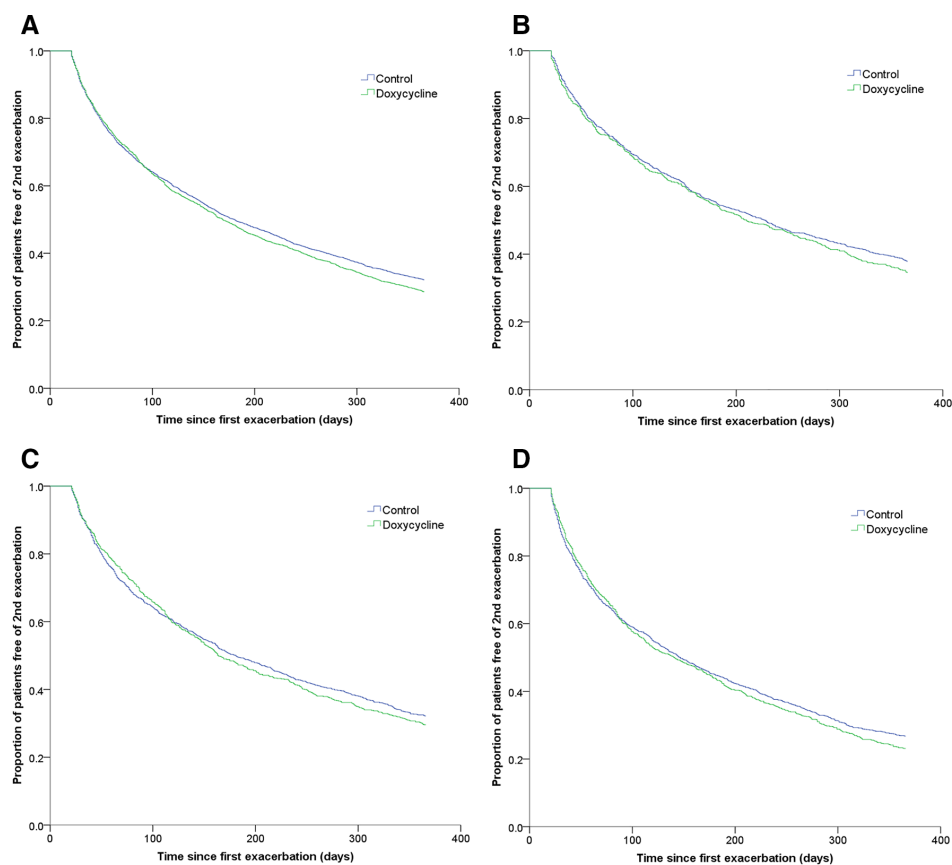 A
Control
Doxycycline
Proportion of patients free of 2nd exacerbation
1.0
0.8
0.6
0.4
0.2
0.0
0 100 200 300 400
Time since first exacerbation (days)
B
Control
Doxycycline
Proportion of patients free of 2nd exacerbation
1.0
0.8
0.6
0.4
0.2
0.0
0 100 200 300 400
Time since first exacerbation (days)
C
Control
Doxycycline
Proportion of patients free of 2nd exacerbation
1.0
0.8
0.6
0.4
0.2
0.0
0 100 200 300 400
Time since first exacerbation (days)
D
Control
Doxycycline
Proportion of patients free of 2nd exacerbation
1.0
0.8
0.6
0.4
0.2
0.0
0 100 200 300 400
Time since first exacerbation (days)